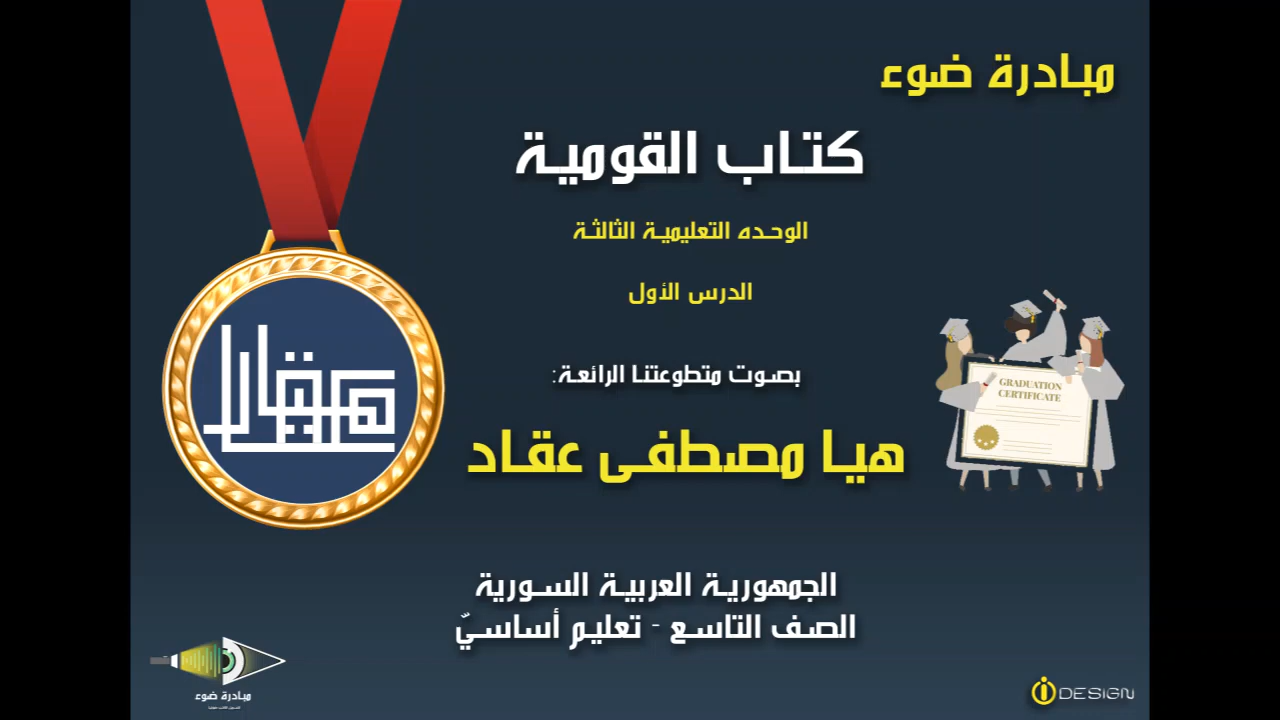 مبادرة ضوء
كتاب القومية
الوحده التعليمية الثالثة
الدرس الأول
بصوت متطوعتنا الرائعة:
هيا مصطفى عقاد
GRADUATION
CERTIFICATE
الجمهورية العربية السورية
الصف التاسع - تعليم أساسيّ
مبادرة ضوء
DESIGN